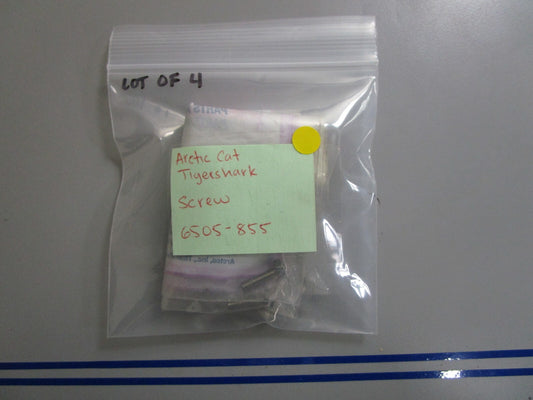 LOT OF 4
Arctic Cat
Tigershark
Screw
6505-855